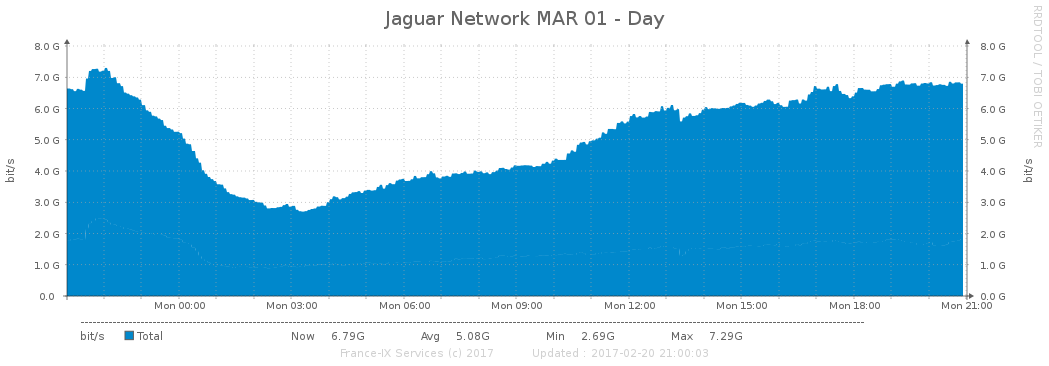 Jaguar Network MAR 01 - Day
RRDTOOL / TOBI OETIKER
bit/s
8.0 G
7.0 G
6.0 G
5.0 G
4.0 G
3.0 G
2.0 G
1.0 G
0.0
8.0 G
7.0 G
6.0 G
5.0 G
4.0 G
3.0 G
2.0 G
1.0 G
0.0 G
bit/s
Mon 00:00 Mon 03:00 Mon 06:00 Mon 09:00 Mon 12:00 Mon 15:00 Mon 18:00 Mon 21:00
bit/s Total Now 6.79G Avg 5.08G Min 2.69G Max 7.29G
France-IX Services (c) 2017 Updated : 2017-02-20 21:00:03